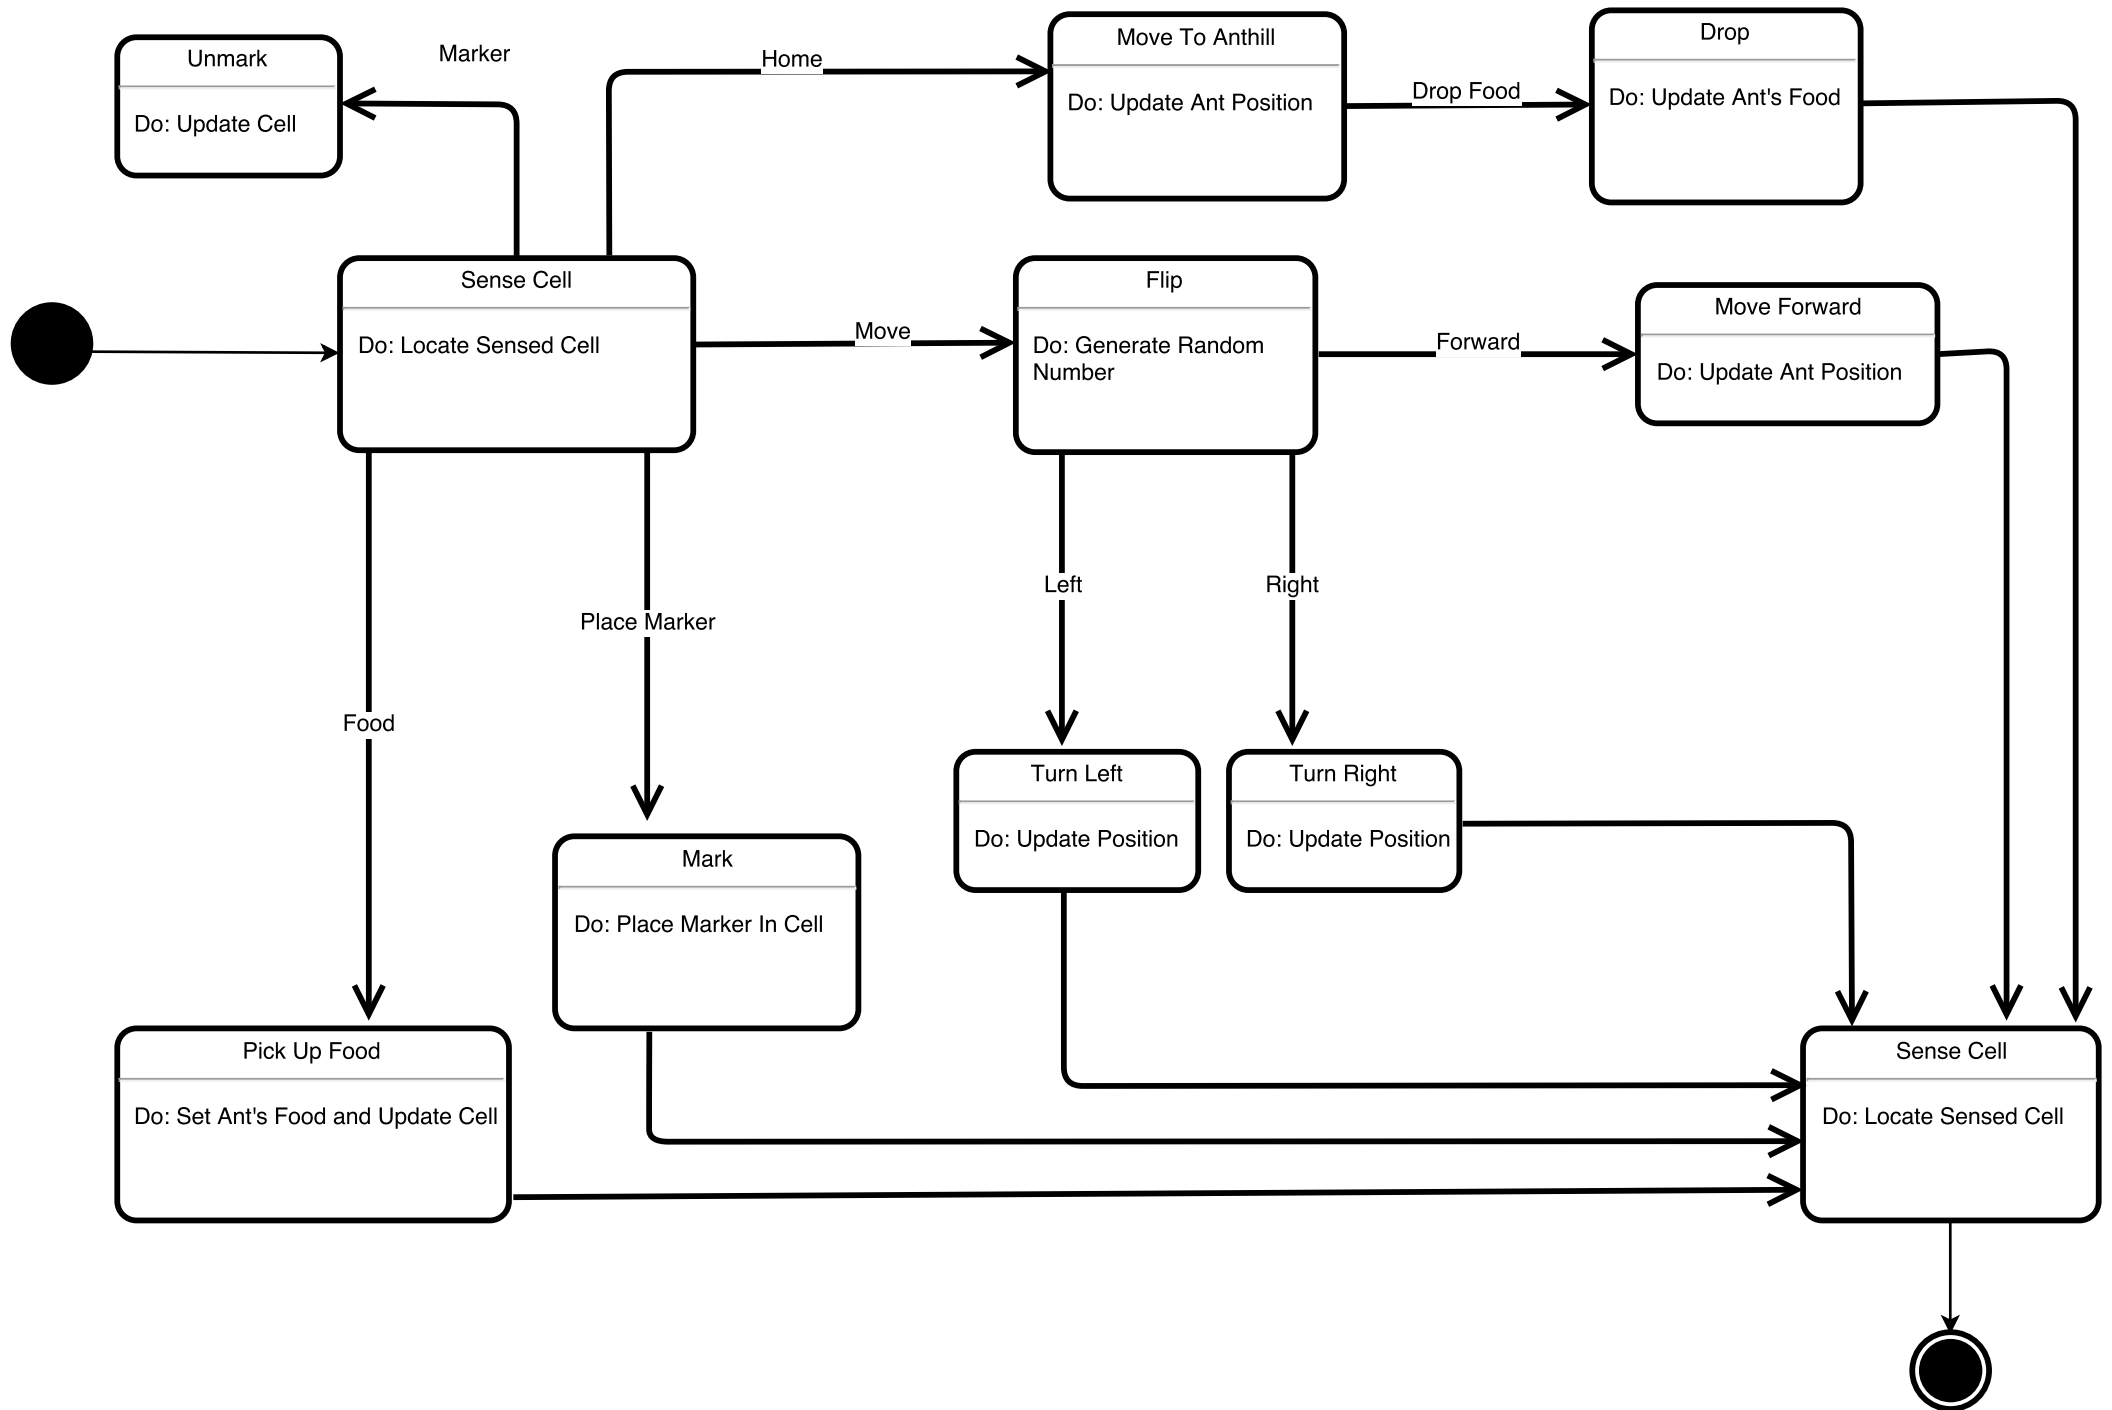 Unmark
Do: Update Cell
Marker
Home
Move To Anthill
Do: Update Ant Position
Drop Food
Drop
Do: Update Ant's Food
Sense Cell
Do: Locate Sensed Cell
Move
Flip
Do: Generate Random
Number
Forward
Move Forward
Do: Update Ant Position
Left
Right
Place Marker
Food
Turn Left
Do: Update Position
Turn Right
Do: Update Position
Mark
Do: Place Marker In Cell
Pick Up Food
Do: Set Ant's Food and Update Cell
Sense Cell
Do: Locate Sensed Cell